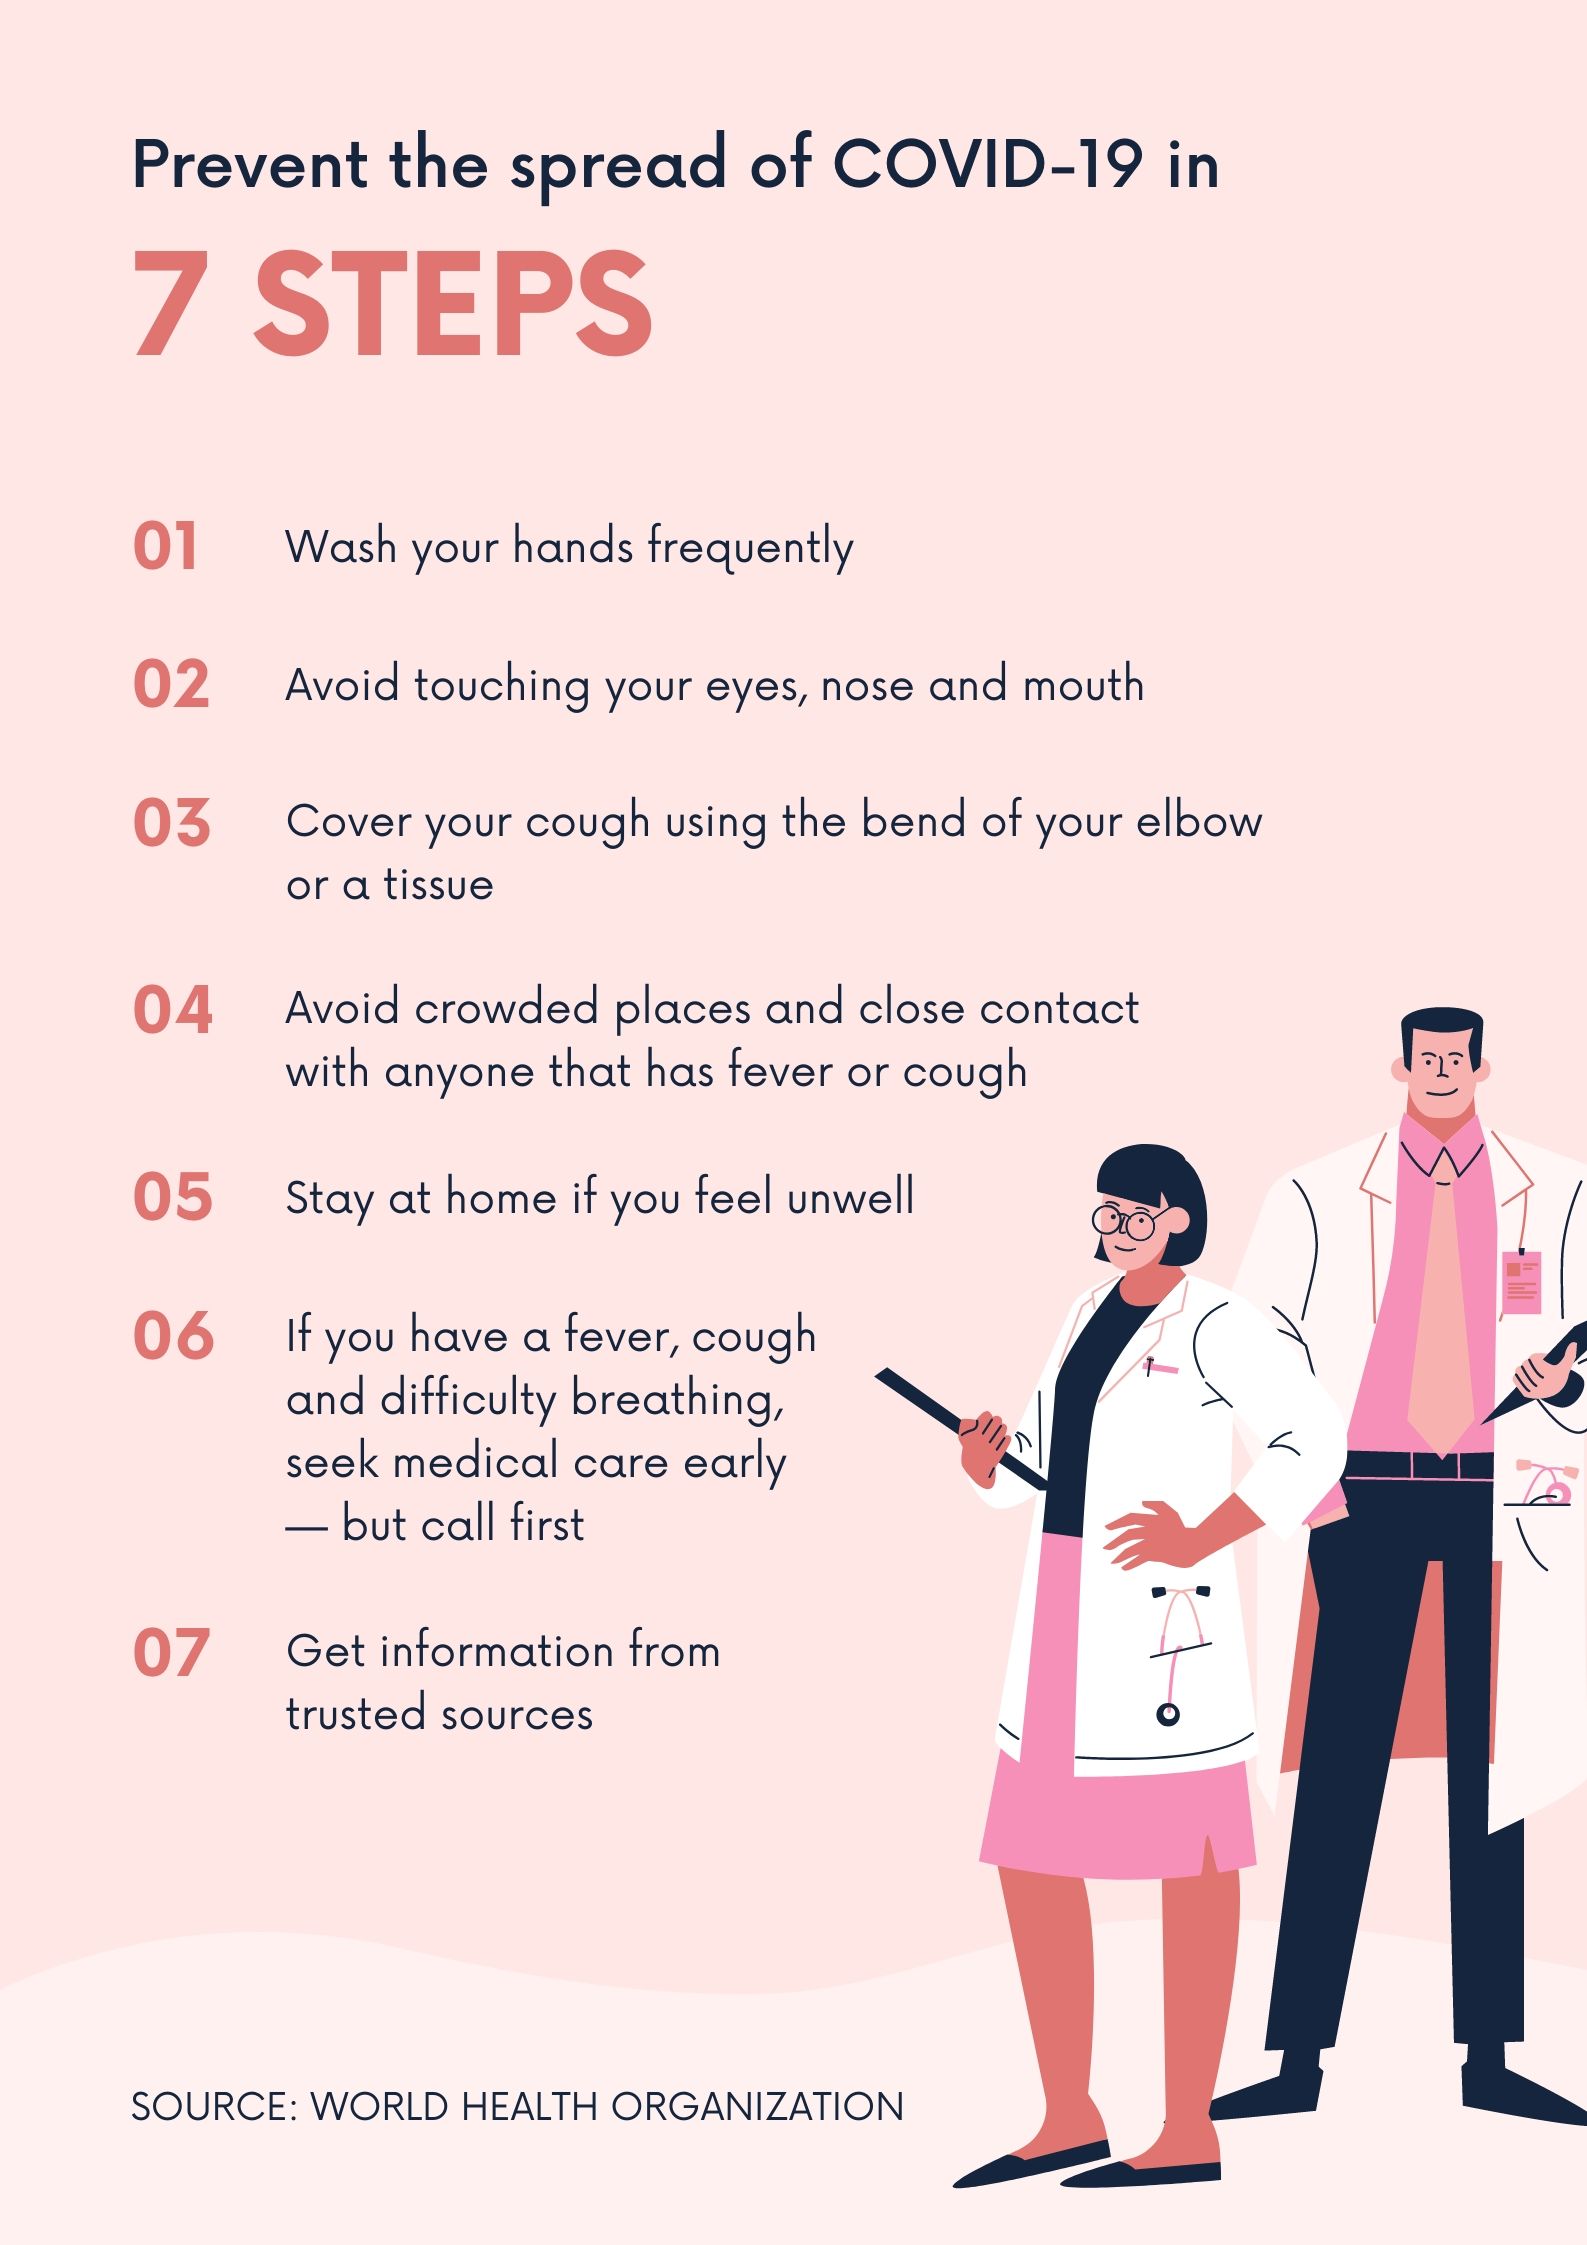 Prevent the spread of COVID-19 in
7 STEPS
01 Wash your hands frequently
02 Avoid touching your eyes, nose and mouth
03 Cover your cough using the bend of your elbow
or a tissue
04 Avoid crowded places and close contact
with anyone that has fever or cough
05 Stay at home if you feel unwell
06 If you have a fever, cough
and difficulty breathing,
seek medical care early
— but call first
07 Get information from
trusted sources
SOURCE: WORLD HEALTH ORGANIZATION